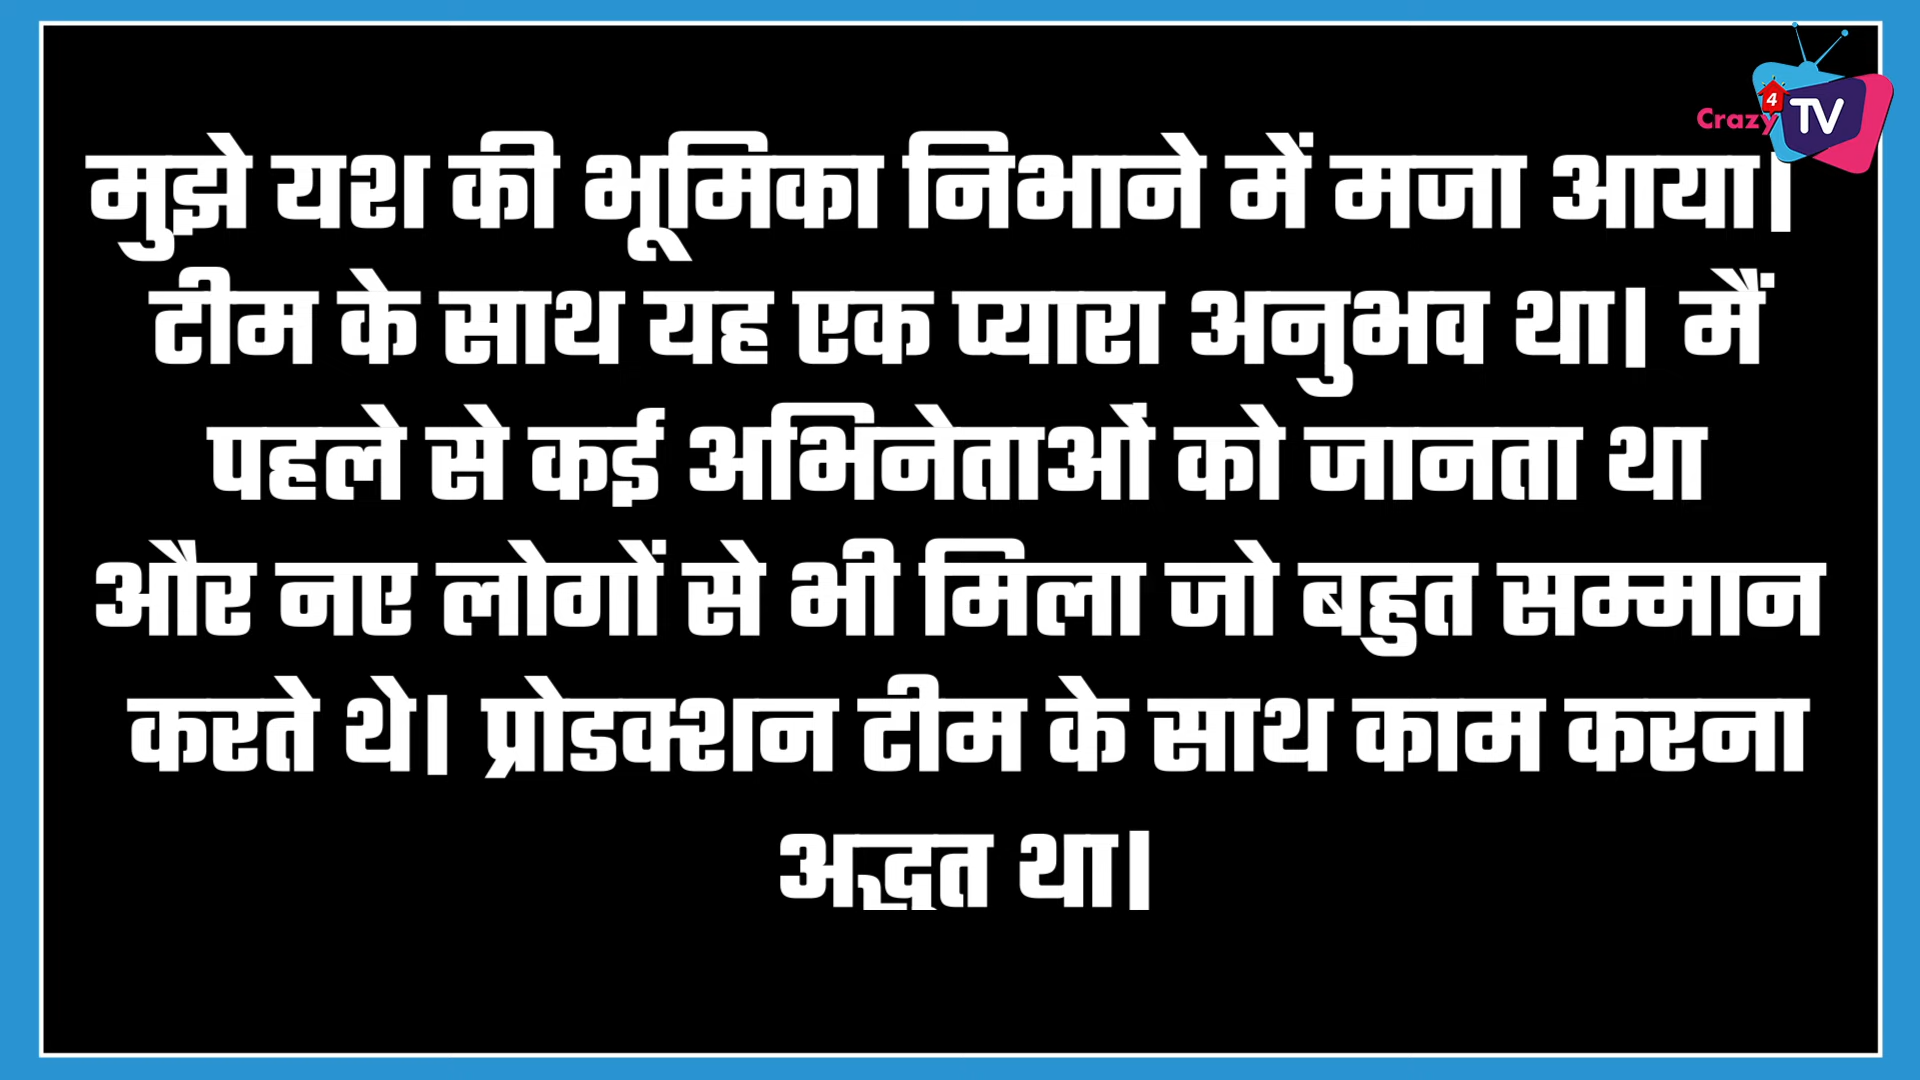 Crazy 4 TV
मुझे यश की भूमिका निभाने में मजा आया।
टीम के साथ यह एक प्यारा अनुभव था। मैं
पहले से कई अभिनेताओं को जानता था
और नए लोगों से भी मिला जो बहुत सम्मान
करते थे। प्रोडक्शन टीम के साथ काम करना
अद्भुत था।